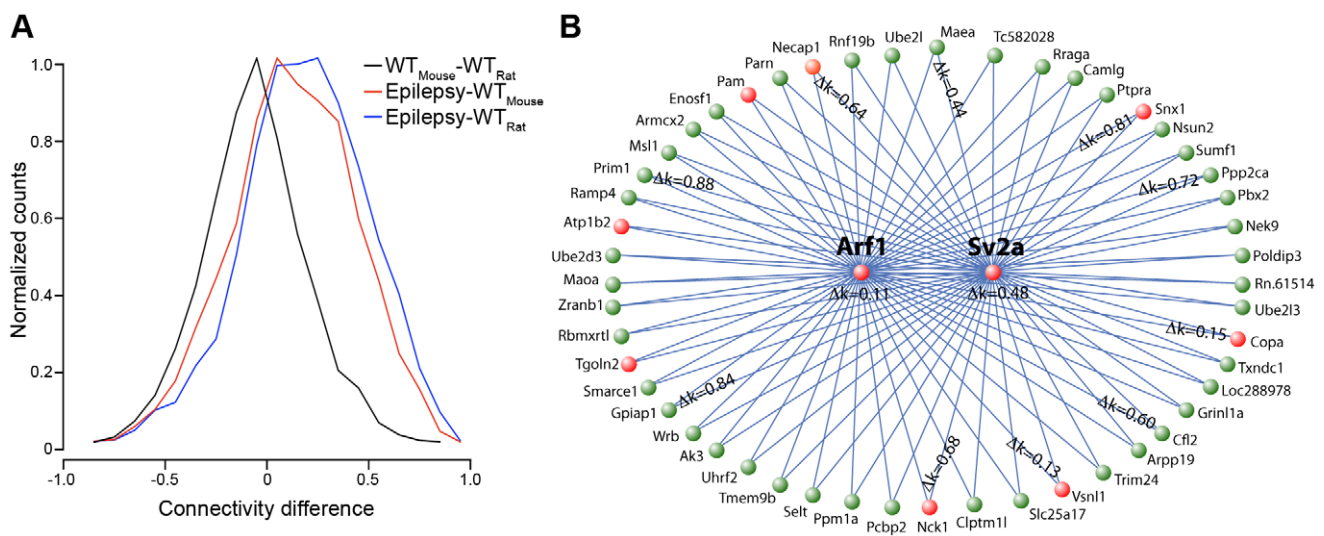 A
Normalized counts
1.0
0.8
0.6
0.4
0.2
0
-1.0
-0.5
0
0.5
1.0
Connectivity difference
WTMouse-WTRat
Epilepsy-WTMouse
Epilepsy-WTRat
B
Maea
Ube2l
Rnf19b
Necap1
Parn
Pam
Enosf1
Armcx2
Msl1
Prim1
Ramp4
Atp1b2
Ube2d3
Maoa
Zranb1
Rbmxrtl
Tgoln2
Smarce1
Gpiap1
Wrb
Ak3
Uhrf2
Tmem9b
Selt
Ppm1a
Pcbp2
Nck1
Clptm1l
Slc25a17
Vsnl1
Trim24
Arpp19
Cfl2
Grinl1a
Loc288978
Txndc1
Copa
Ube2l3
Rn.61514
Poldip3
Nek9
Pbx2
Ppp2ca
Sumf1
Nsun2
Snx1
Ptpra
Camlg
Rraga
Tc582028
Arf1
Δk=0.11
Sv2a
Δk=0.48
Δk=0.64
Δk=0.44
Δk=0.81
Δk=0.72
Δk=0.88
Δk=0.15
Δk=0.84
Δk=0.60
Δk=0.68
Δk=0.13